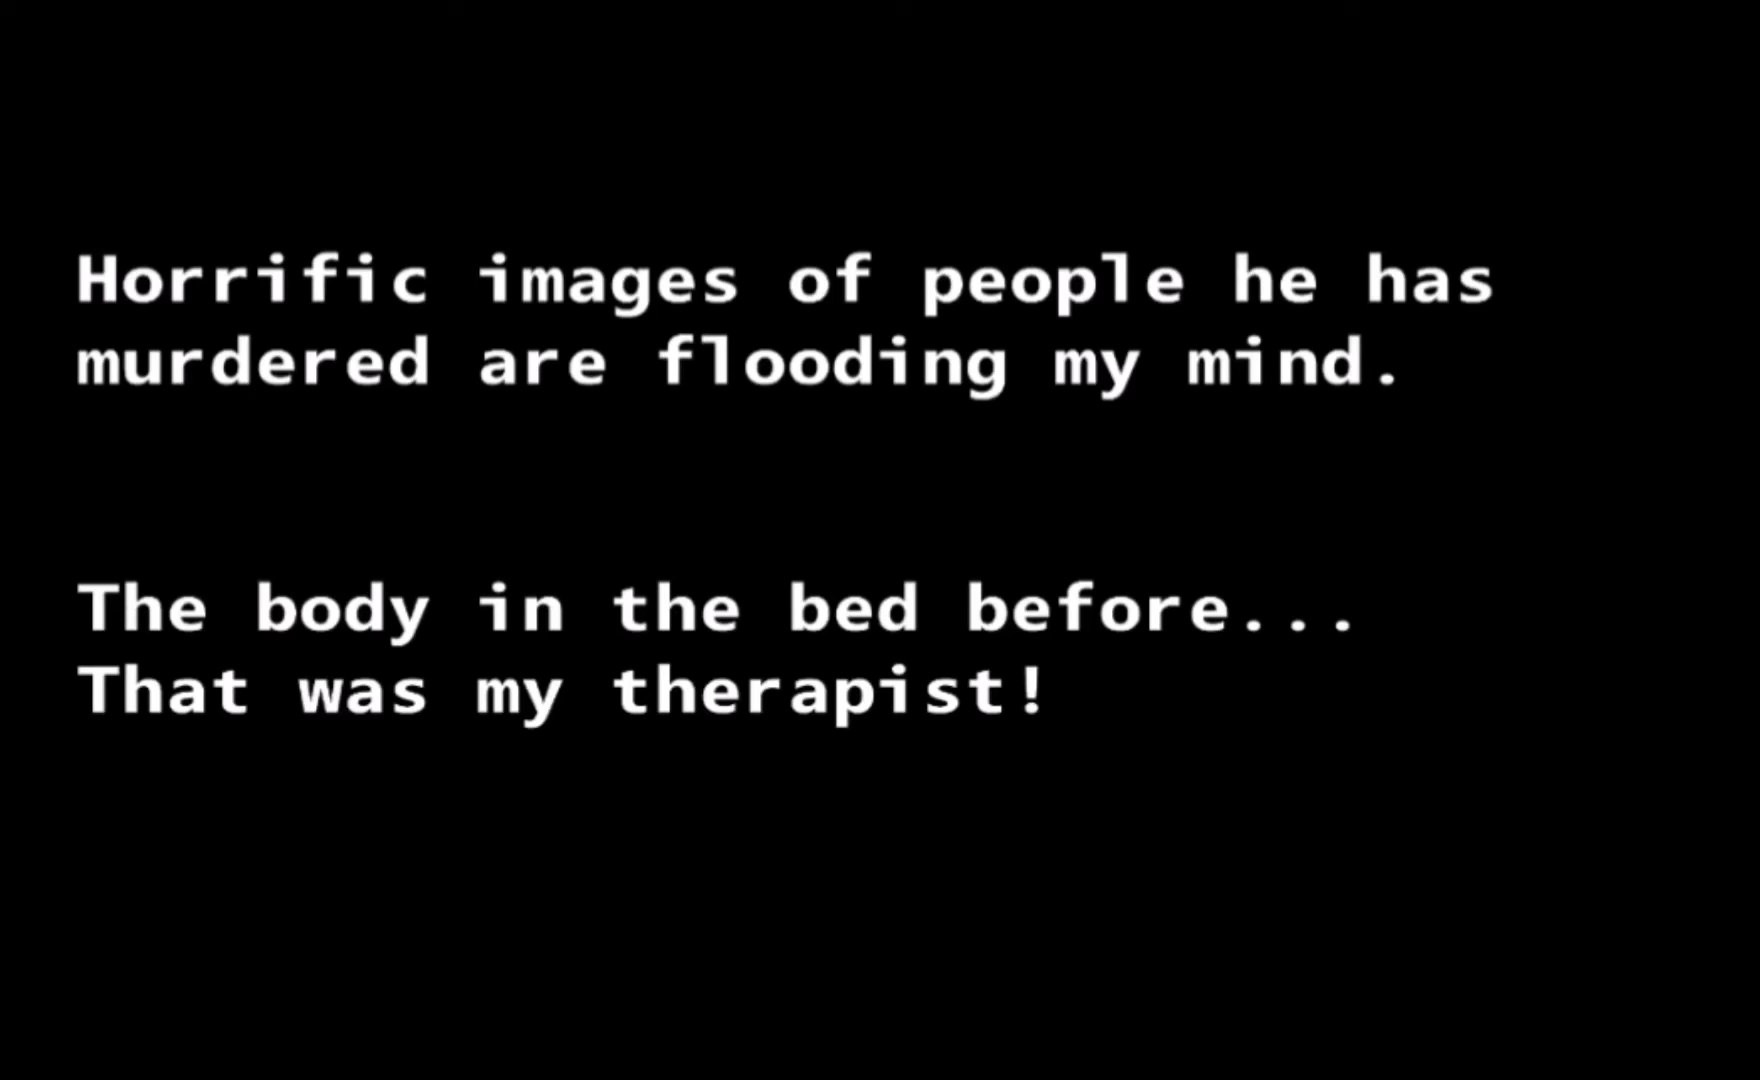 Horrific images of people he has
murdered are flooding my mind.
The body in the bed before...
That was my therapist!